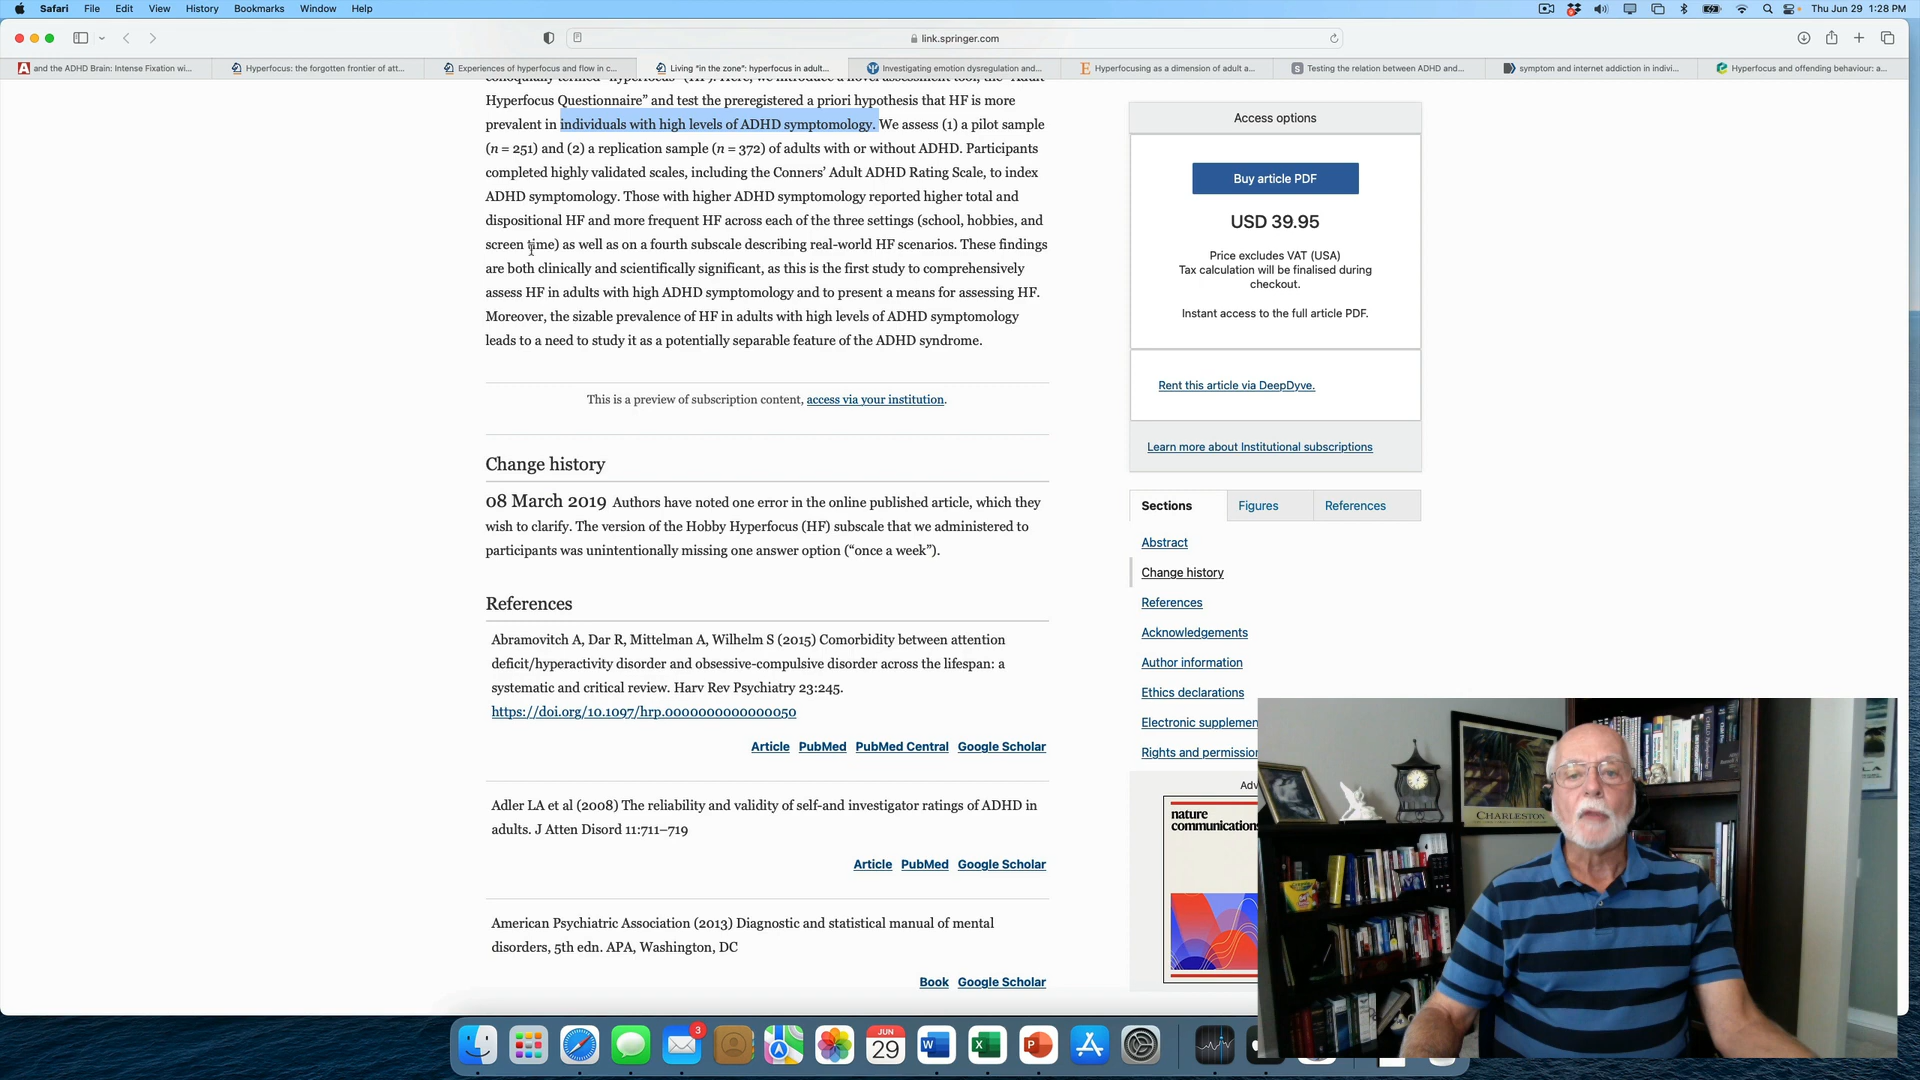 Safari File Edit View History Bookmarks Window Help
Thu Jun 29 1:28 PM
link.springer.com
and the ADHD Brain: Intense Fixation wi...
Hyperfocus: the forgotten frontier of att...
Experiences of hyperfocus and flow in c...
Living “in the zone”: hyperfocus in adult...
Investigating emotion dysregulation and...
Hyperfocusing as a dimension of adult a...
Testing the relation between ADHD and...
symptom and internet addiction in indivi...
Hyperfocus and offending behaviour: a...
Hyperfocus Questionnaire” and test the preregistered a priori hypothesis that HF is more
prevalent in individuals with high levels of ADHD symptomology. We assess (1) a pilot sample
(n = 251) and (2) a replication sample (n = 372) of adults with or without ADHD. Participants
completed highly validated scales, including the Conners’ Adult ADHD Rating Scale, to index
ADHD symptomology. Those with higher ADHD symptomology reported higher total and
dispositional HF and more frequent HF across each of the three settings (school, hobbies, and
screen time) as well as on a fourth subscale describing real-world HF scenarios. These findings
are both clinically and scientifically significant, as this is the first study to comprehensively
assess HF in adults with high ADHD symptomology and to present a means for assessing HF.
Moreover, the sizable prevalence of HF in adults with high levels of ADHD symptomology
leads to a need to study it as a potentially separable feature of the ADHD syndrome.
This is a preview of subscription content, access via your institution.
Change history
08 March 2019 Authors have noted one error in the online published article, which they
wish to clarify. The version of the Hobby Hyperfocus (HF) subscale that we administered to
participants was unintentionally missing one answer option (“once a week”).
References
Abramovitch A, Dar R, Mittelman A, Wilhelm S (2015) Comorbidity between attention
deficit/hyperactivity disorder and obsessive-compulsive disorder across the lifespan: a
systematic and critical review. Harv Rev Psychiatry 23:245.
https://doi.org/10.1097/hrp.0000000000000050
Article PubMed PubMed Central Google Scholar
Adler LA et al (2008) The reliability and validity of self-and investigator ratings of ADHD in
adults. J Atten Disord 11:711–719
Article PubMed Google Scholar
American Psychiatric Association (2013) Diagnostic and statistical manual of mental
disorders, 5th edn. APA, Washington, DC
Book Google Scholar
Access options
Buy article PDF
USD 39.95
Price excludes VAT (USA)
Tax calculation will be finalised during
checkout.
Instant access to the full article PDF.
Rent this article via DeepDyve.
Learn more about Institutional subscriptions
Sections Figures References
Abstract
Change history
References
Acknowledgements
Author information
Ethics declarations
Electronic supplemen
Rights and permission
Adv
nature
communications
CHARLESTON
3
JUN
29